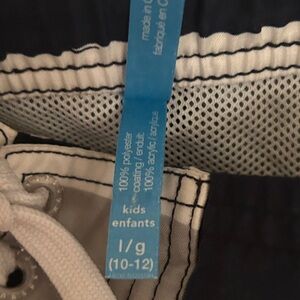 made in C
fabriqué en C
100% polyester
coating / enduit
100% acrylic / acrylique
kids
enfants
l/g
(10-12)